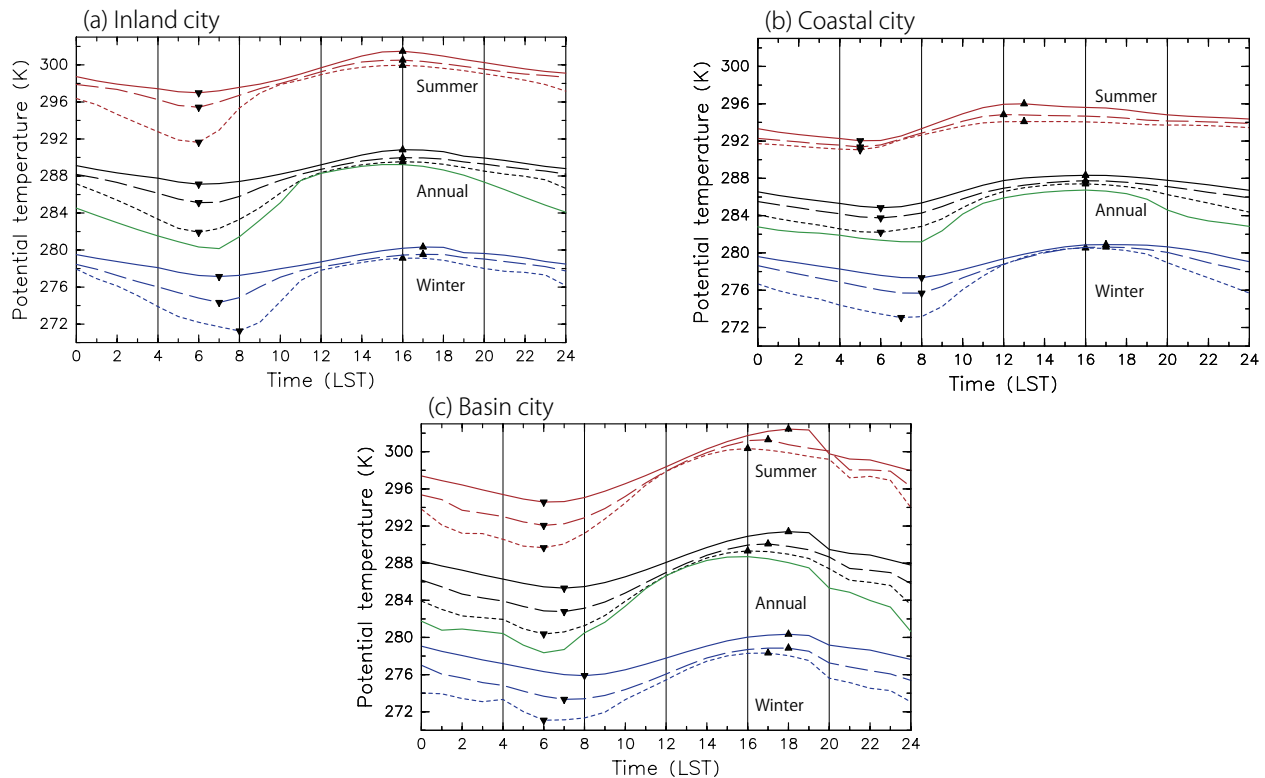 (a) Inland city
Potential temperature (K)
300
296
292
288
284
280
276
272
Summer
Annual
Winter
0 2 4 6 8 10 12 14 16 18 20 22 24
Time (LST)
(b) Coastal city
Potential temperature (K)
300
296
292
288
284
280
276
272
Summer
Annual
Winter
0 2 4 6 8 10 12 14 16 18 20 22 24
Time (LST)
(c) Basin city
Potential temperature (K)
300
296
292
288
284
280
276
272
Summer
Annual
Winter
0 2 4 6 8 10 12 14 16 18 20 22 24
Time (LST)